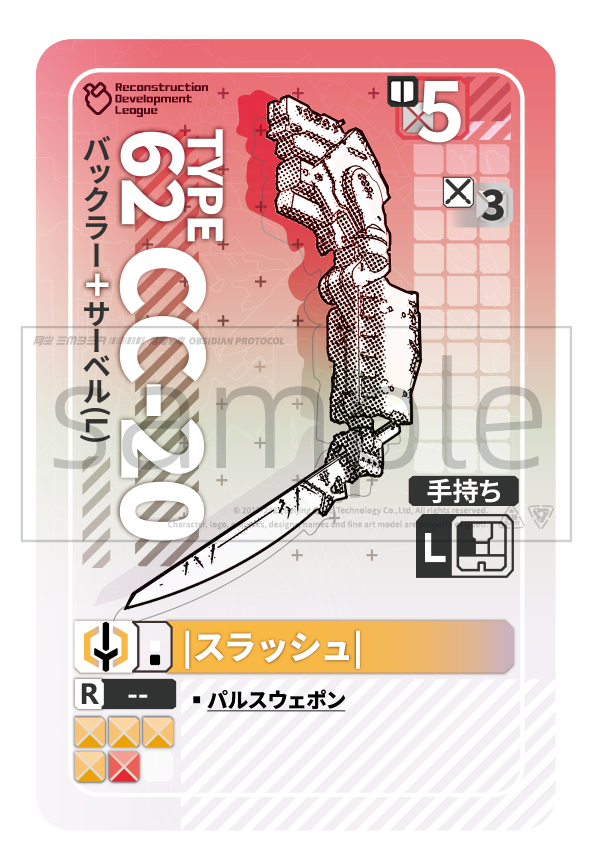 Reconstruction
Development
League
5
3
TYPE
62 CC-20
バックラー＋サーベル(L)
OBSIDIAN PROTOCOL
sample
手持ち
L
|スラッシュ|
R --
▪ パルスウェポン